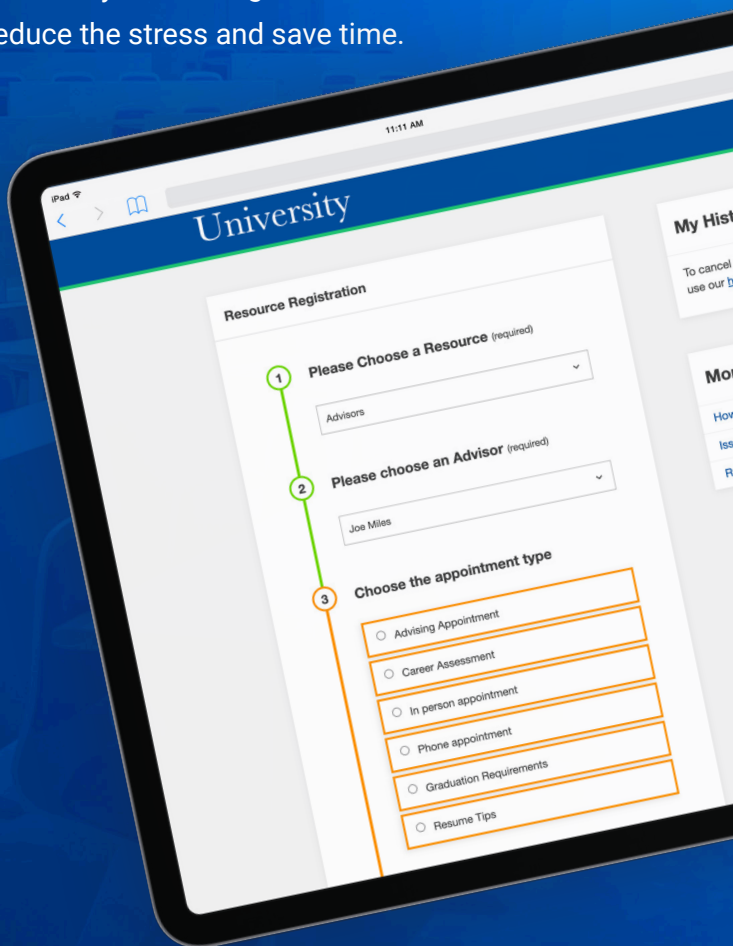 reduce the stress and save time.
iPad
11:11 AM
University
Resource Registration
1
Please Choose a Resource (required)
Advisors
2
Please choose an Advisor (required)
Joe Miles
3
Choose the appointment type
Advising Appointment
Career Assessment
In person appointment
Phone appointment
Graduation Requirements
Resume Tips
My Hist
To cancel
use our
Mor
How
Iss
R